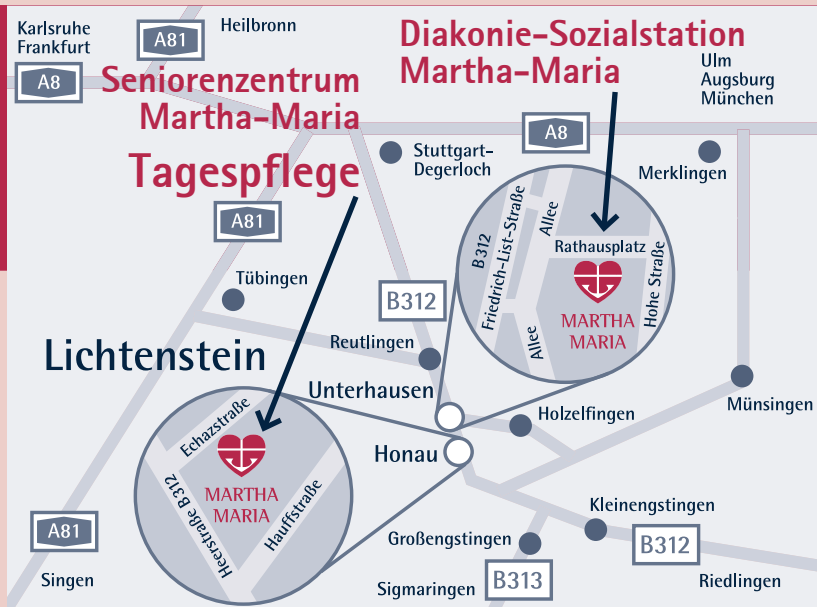 Karlsruhe
Frankfurt
A81
Heilbronn
Diakonie-Sozialstation
Martha-Maria
Ulm
Augsburg
München
A8
Seniorenzentrum
Martha-Maria
Tagespflege
Stuttgart-
Degerloch
A8
Merklingen
A81
B312
Friedrich-List-Straße
Allee
Rathausplatz
Hohe Straße
MARTHA
MARIA
Allee
Tübingen
B312
Reutlingen
Lichtenstein
Unterhausen
Holzelfingen
Münsingen
Honau
Echazstraße
MARTHA
MARIA
Heerstraße B 312
Hauffstraße
A81
Singen
Kleinengstingen
Großengstingen
B312
Sigmaringen
B313
Riedlingen